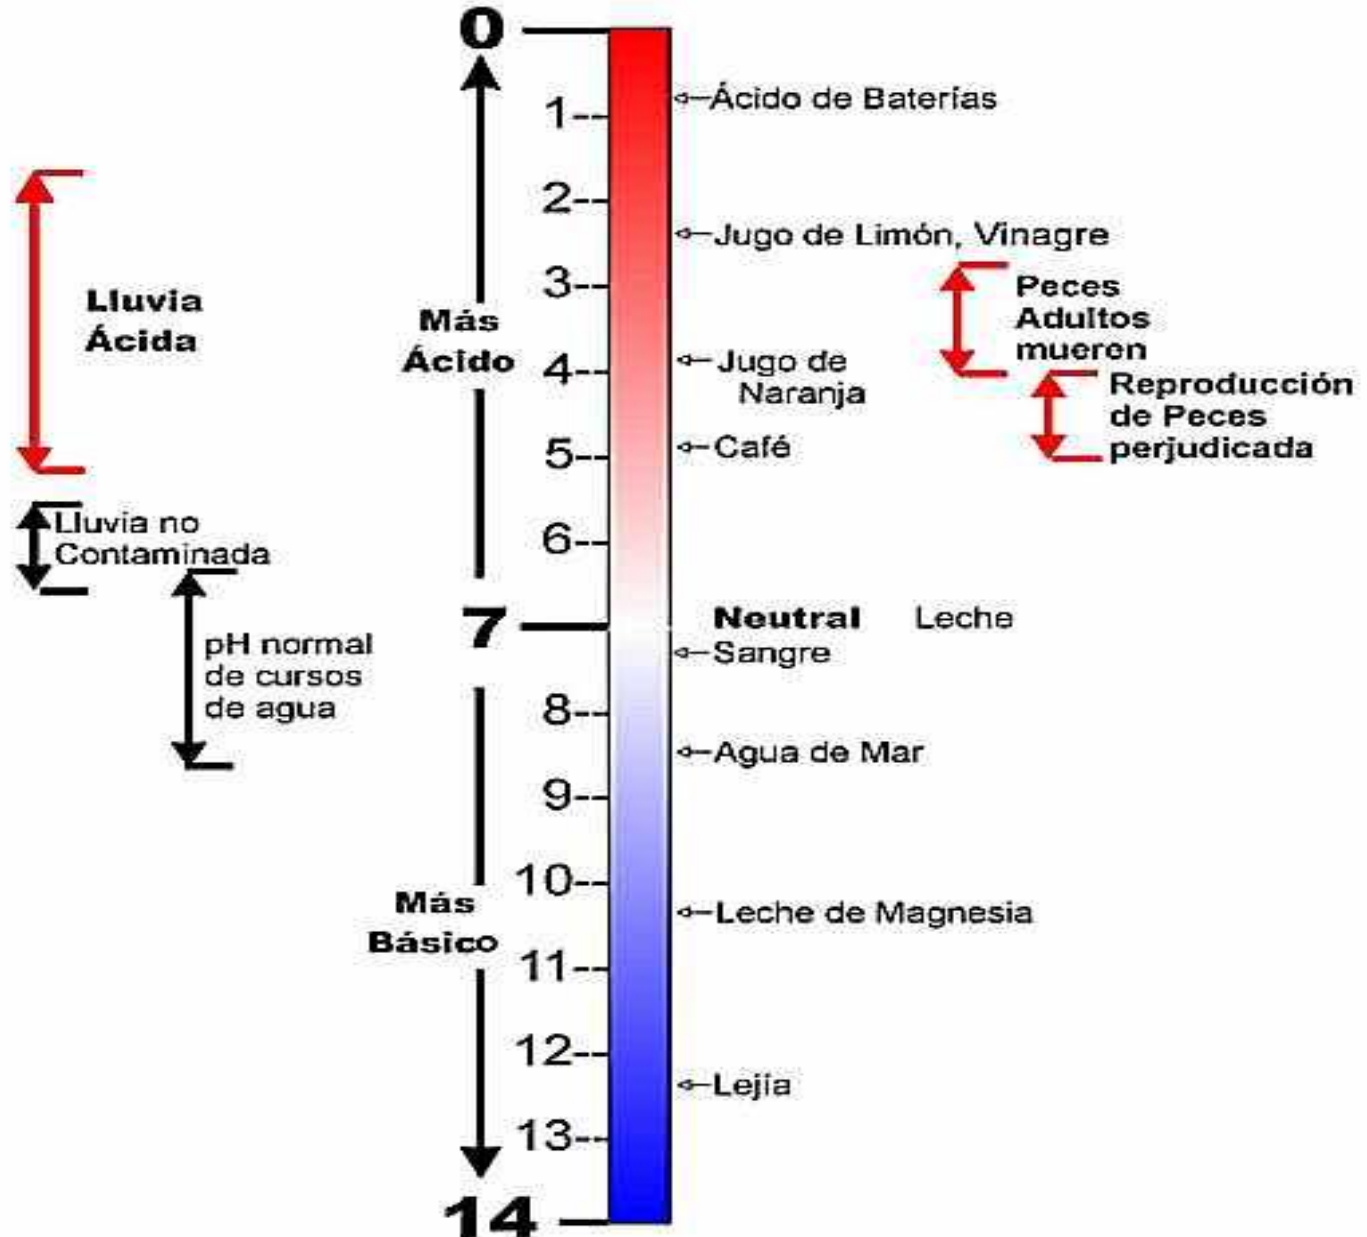 0
Ácido de Baterías
1--
2--
Jugo de Limón, Vinagre
3--
Peces
Adultos
mueren
Lluvia
Ácida
Más
Ácido
4--
Jugo de
Naranja
Reproducción
de Peces
perjudicada
5--
Café
Lluvia no
Contaminada
6--
7
Neutral Leche
Sangre
pH normal
de cursos
de agua
8--
Agua de Mar
9--
10--
Más
Básico
Leche de Magnesia
11--
12--
Lejía
13--
14